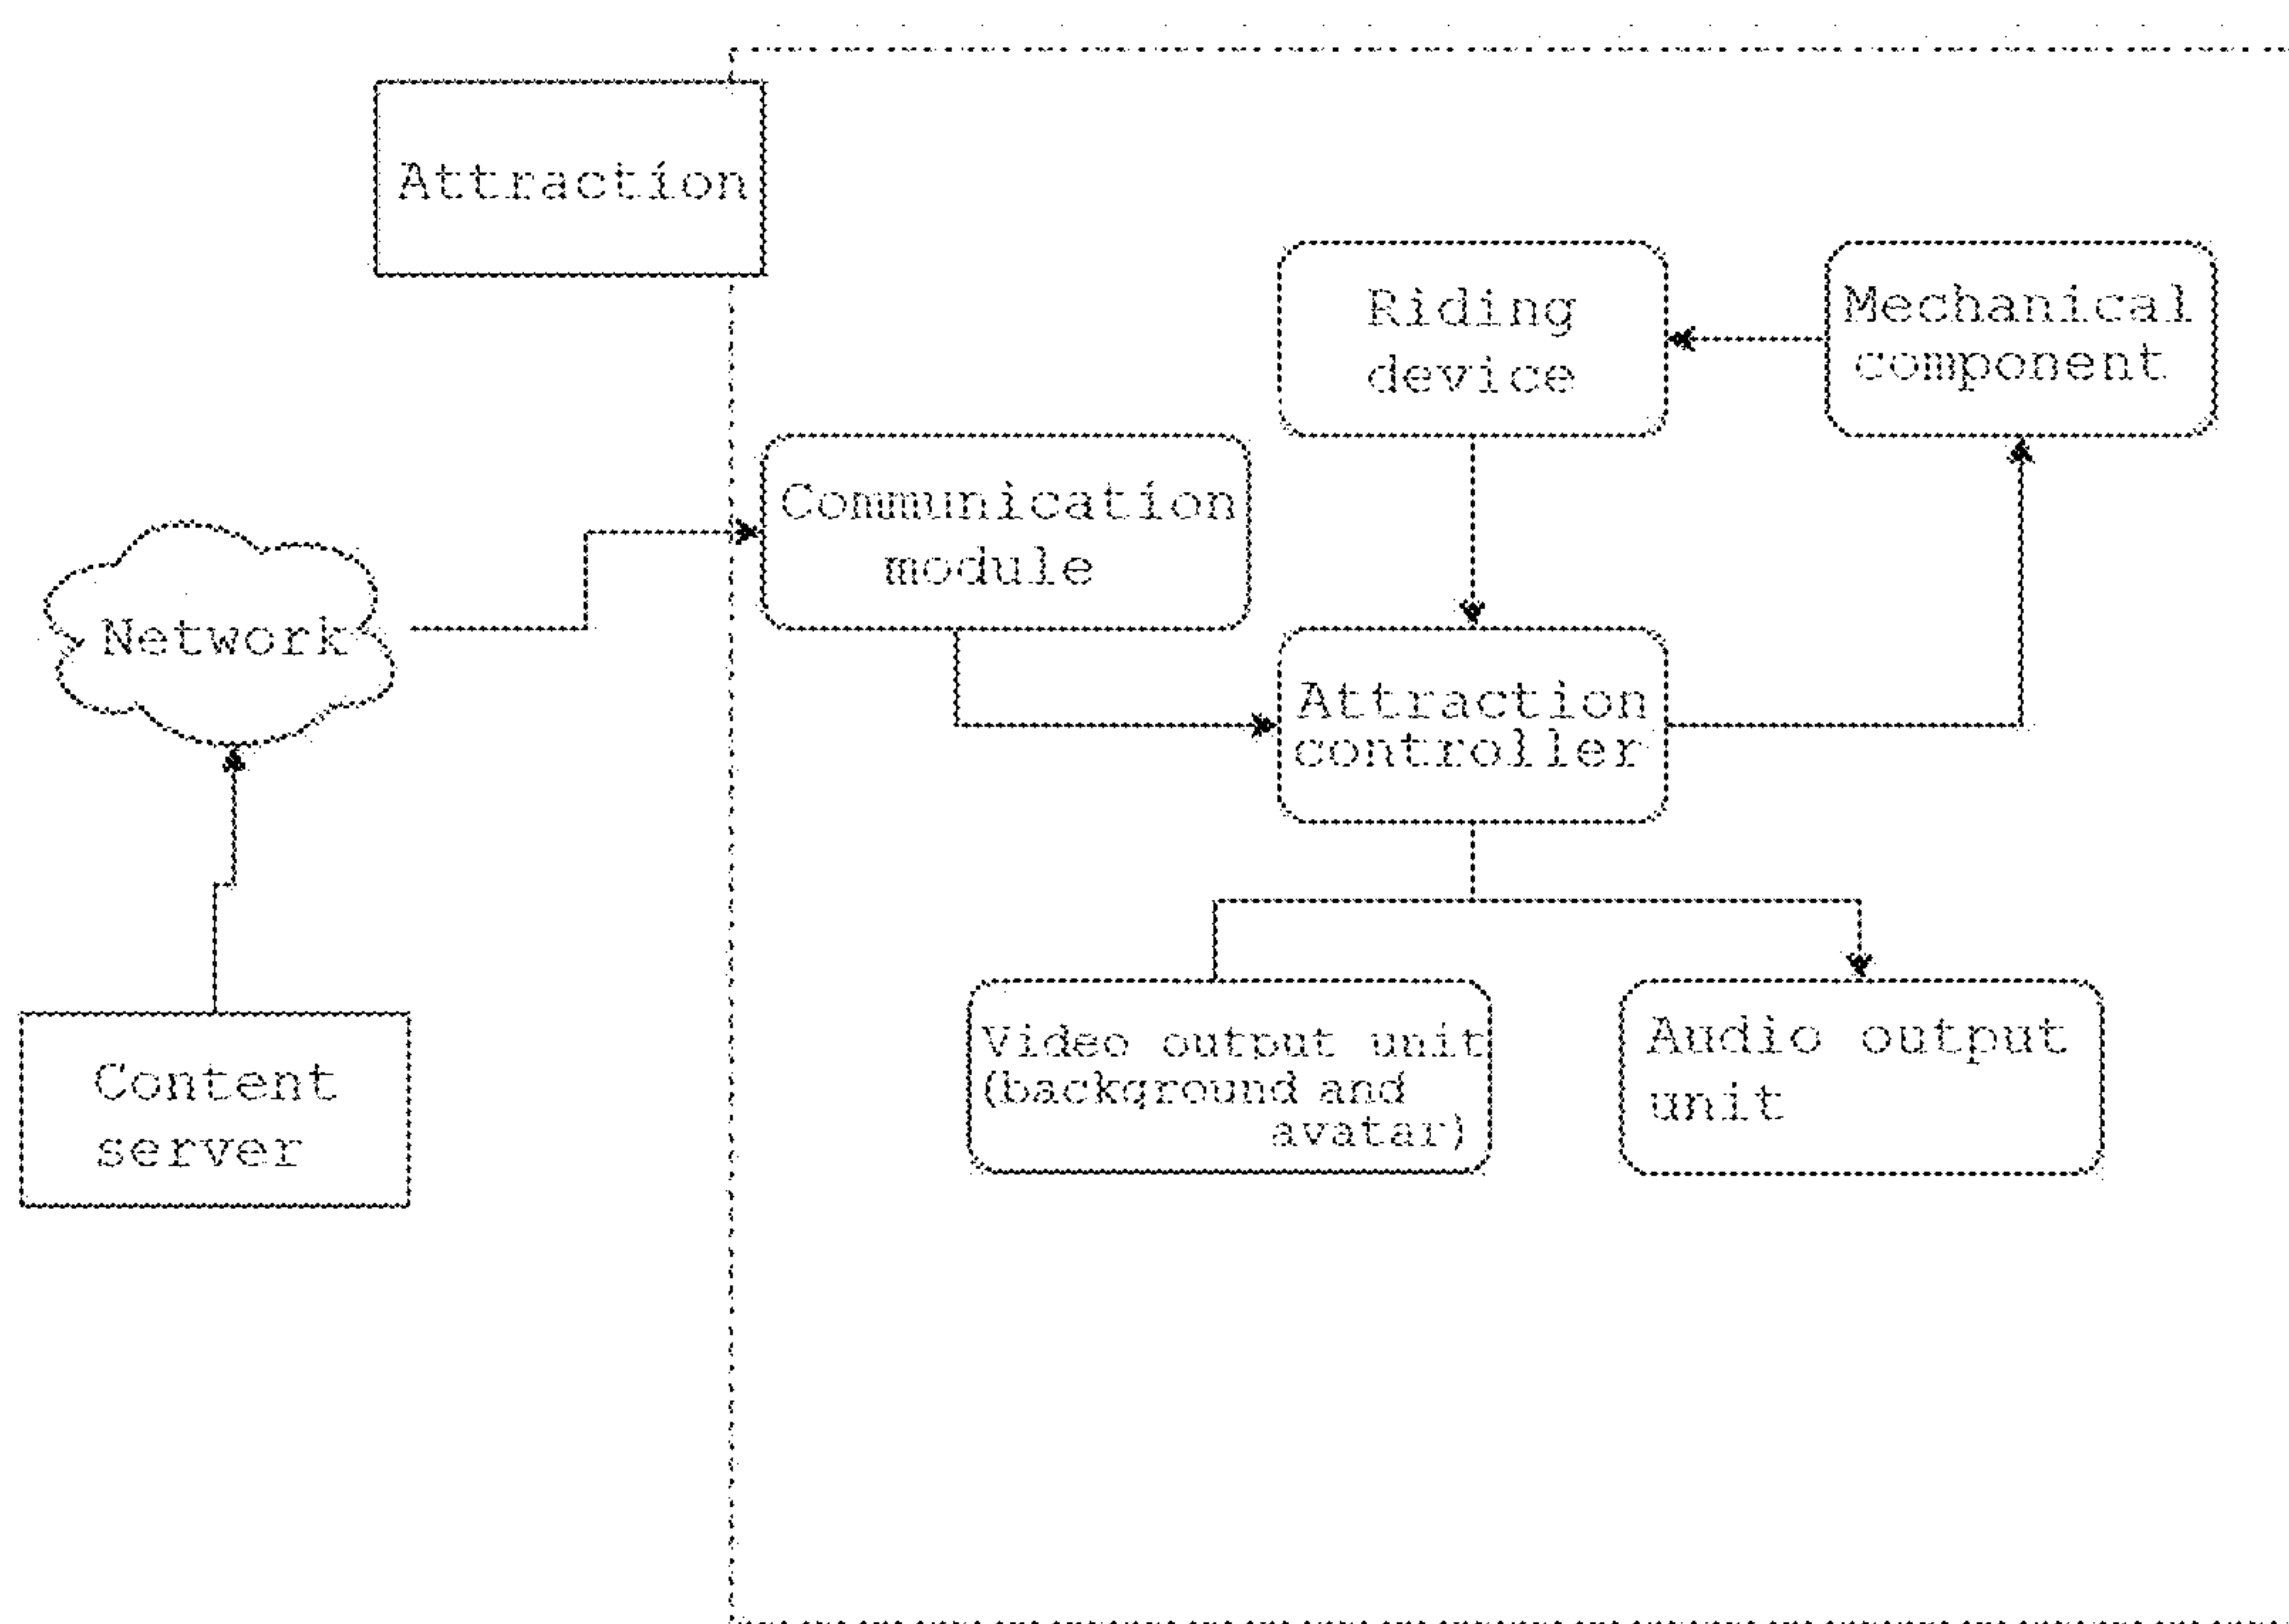 Attraction
Riding
device
Mechanical
component
Communication
module
Network
Attraction
controller
Content
server
Video output unit
(background and
avatar)
Audio output
unit